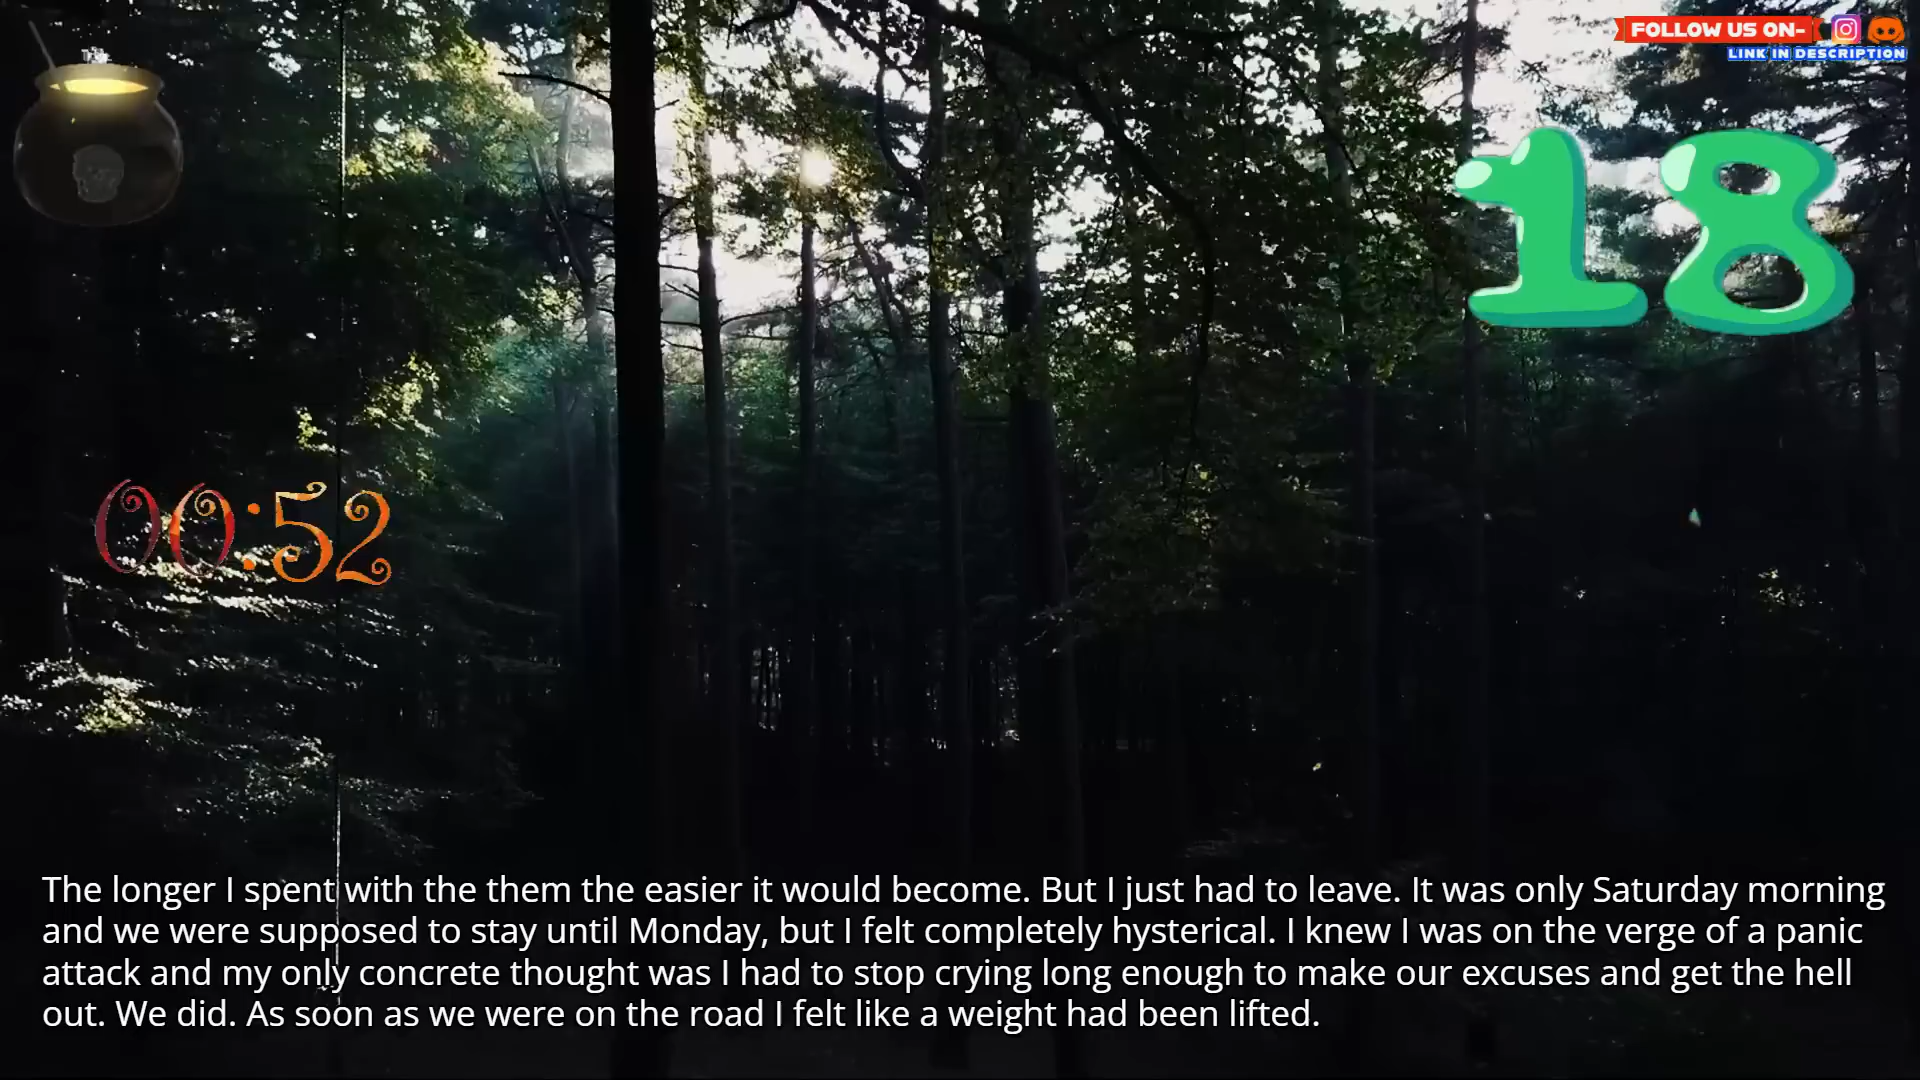 FOLLOW US ON-
LINK IN DESCRIPTION
18
00:52
The longer I spent with the them the easier it would become. But I just had to leave. It was only Saturday morning
and we were supposed to stay until Monday, but I felt completely hysterical. I knew I was on the verge of a panic
attack and my only concrete thought was I had to stop crying long enough to make our excuses and get the hell
out. We did. As soon as we were on the road I felt like a weight had been lifted.